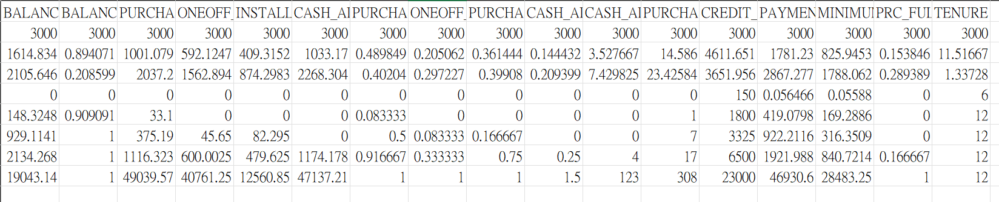 BALANC BALANC PURCHA ONEOFF_ INSTALL CASH_AI PURCHA ONEOFF_ PURCHA CASH_AI CASH_AI PURCHA CREDIT_ PAYMEN MINIMUI PRC_FUL TENURE
3000 3000 3000 3000 3000 3000 3000 3000 3000 3000 3000 3000 3000 3000 3000 3000 3000
1614.834 0.894071 1001.079 592.1247 409.3152 1033.17 0.489849 0.205062 0.361444 0.144432 3.527667 14.586 4611.651 1781.23 825.9453 0.153846 11.51667
2105.646 0.208599 2037.2 1562.894 874.2983 2268.304 0.40204 0.297227 0.39908 0.209399 7.429825 23.42584 3651.956 2867.277 1788.062 0.289389 1.33728
0 0 0 0 0 0 0 0 0 0 0 0 150 0.056466 0.05588 0 6
148.3248 0.909091 33.1 0 0 0 0.083333 0 0 0 0 1 1800 419.0798 169.2886 0 12
929.1141 1 375.19 45.65 82.295 0 0.5 0.083333 0.166667 0 0 7 3325 922.2116 316.3509 0 12
2134.268 1 1116.323 600.0025 479.625 1174.178 0.916667 0.333333 0.75 0.25 4 17 6500 1921.988 840.7214 0.166667 12
19043.14 1 49039.57 40761.25 12560.85 47137.21 1 1 1 1.5 123 308 23000 46930.6 28483.25 1 12